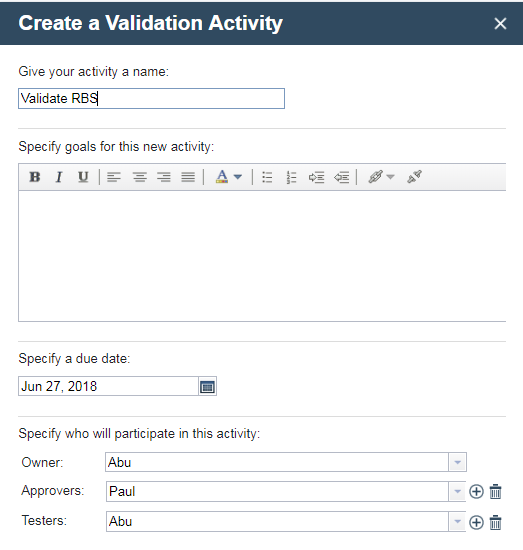 Create a Validation Activity
Give your activity a name:
Validate RBS
Specify goals for this new activity:
B I U A
Specify a due date:
Jun 27, 2018
Specify who will participate in this activity:
Owner: Abu
Approvers: Paul
Testers: Abu